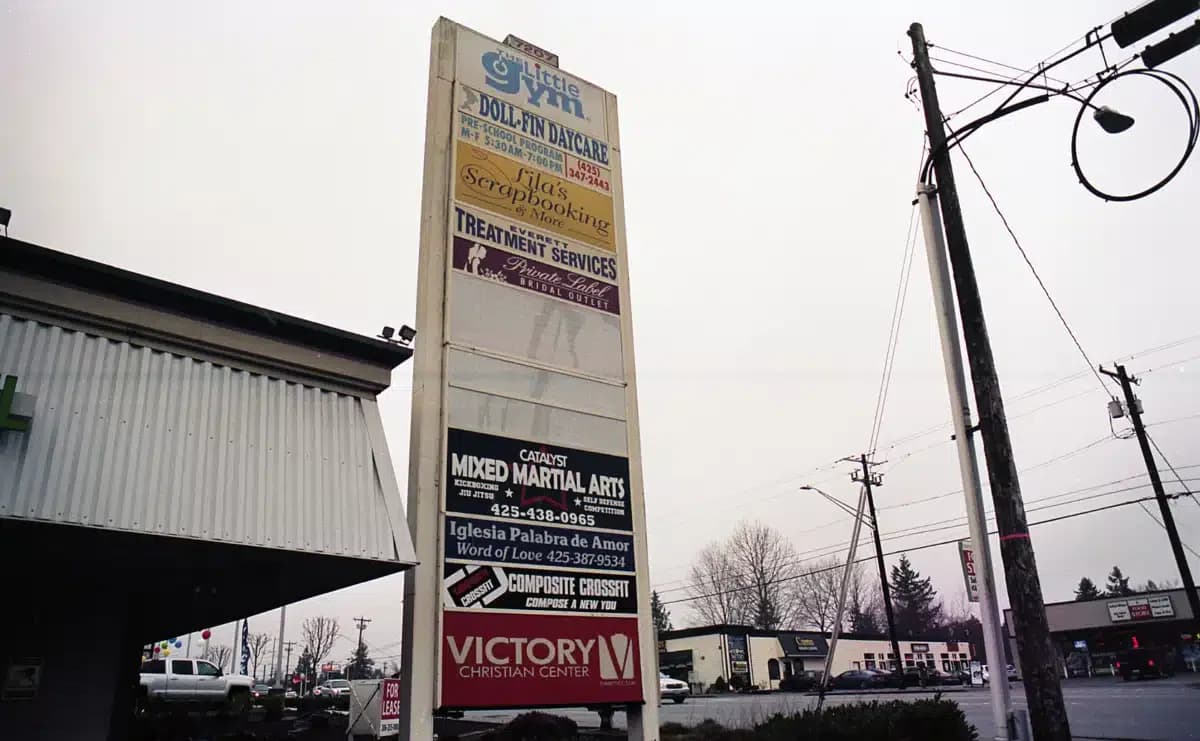 7207
THE
Little
gym
DOLL-FIN DAYCARE
PRE-SCHOOL PROGRAM
M-F 5:30AM-7:00PM
(425)
347-2443
Lila's
Scrapbooking
& More
EVERETT
TREATMENT SERVICES
Private Label
BRIDAL OUTLET
CATALYST
MIXED MARTIAL ARTS
KICKBOXING
JIU JITSU
SELF DEFENSE
COMPETITION
425-438-0965
Iglesia Palabra de Amor
Word of Love 425-387-9534
CROSSFIT
COMPOSITE CROSSFIT
COMPOSE A NEW YOU
VICTORY
CHRISTIAN CENTER
FOR
LEASE